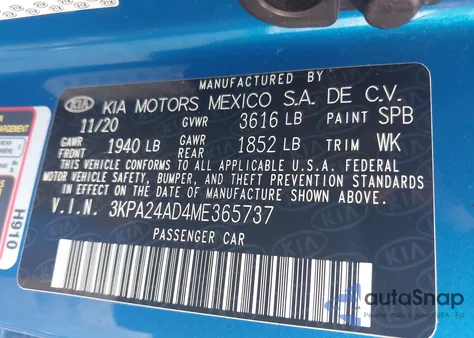 MANUFACTURED BY
KIA KIA MOTORS MEXICO S.A. DE C.V.
11/20 GVWR 3616 LB PAINT SPB
GAWR FRONT 1940 LB GAWR REAR 1852 LB TRIM WK
THIS VEHICLE CONFORMS TO ALL APPLICABLE U.S.A. FEDERAL
MOTOR VEHICLE SAFETY, BUMPER, AND THEFT PREVENTION STANDARDS
IN EFFECT ON THE DATE OF MANUFACTURE SHOWN ABOVE.
V.I.N. 3KPA24AD4ME365737
PASSENGER CAR
H910
autoSnap